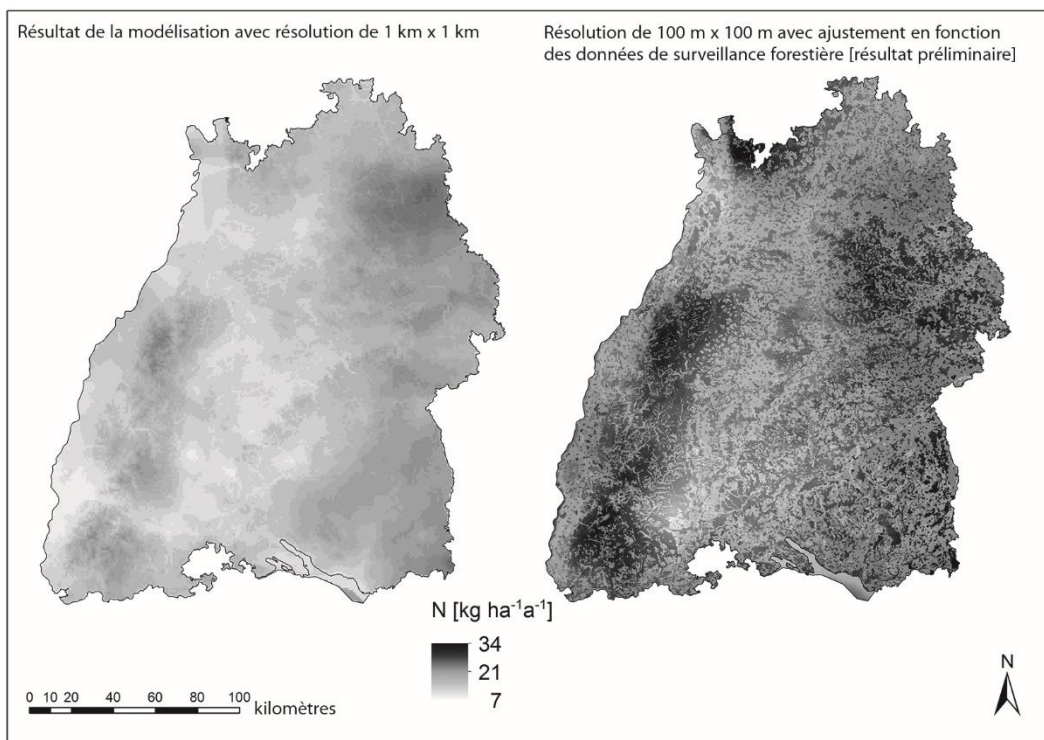 Résultat de la modélisation avec résolution de 1 km x 1 km
Résolution de 100 m x 100 m avec ajustement en fonction
des données de surveillance forestière [résultat préliminaire]
N [kg ha⁻¹a⁻¹]
34
21
7
0 10 20 40 60 80 100
kilomètres
N